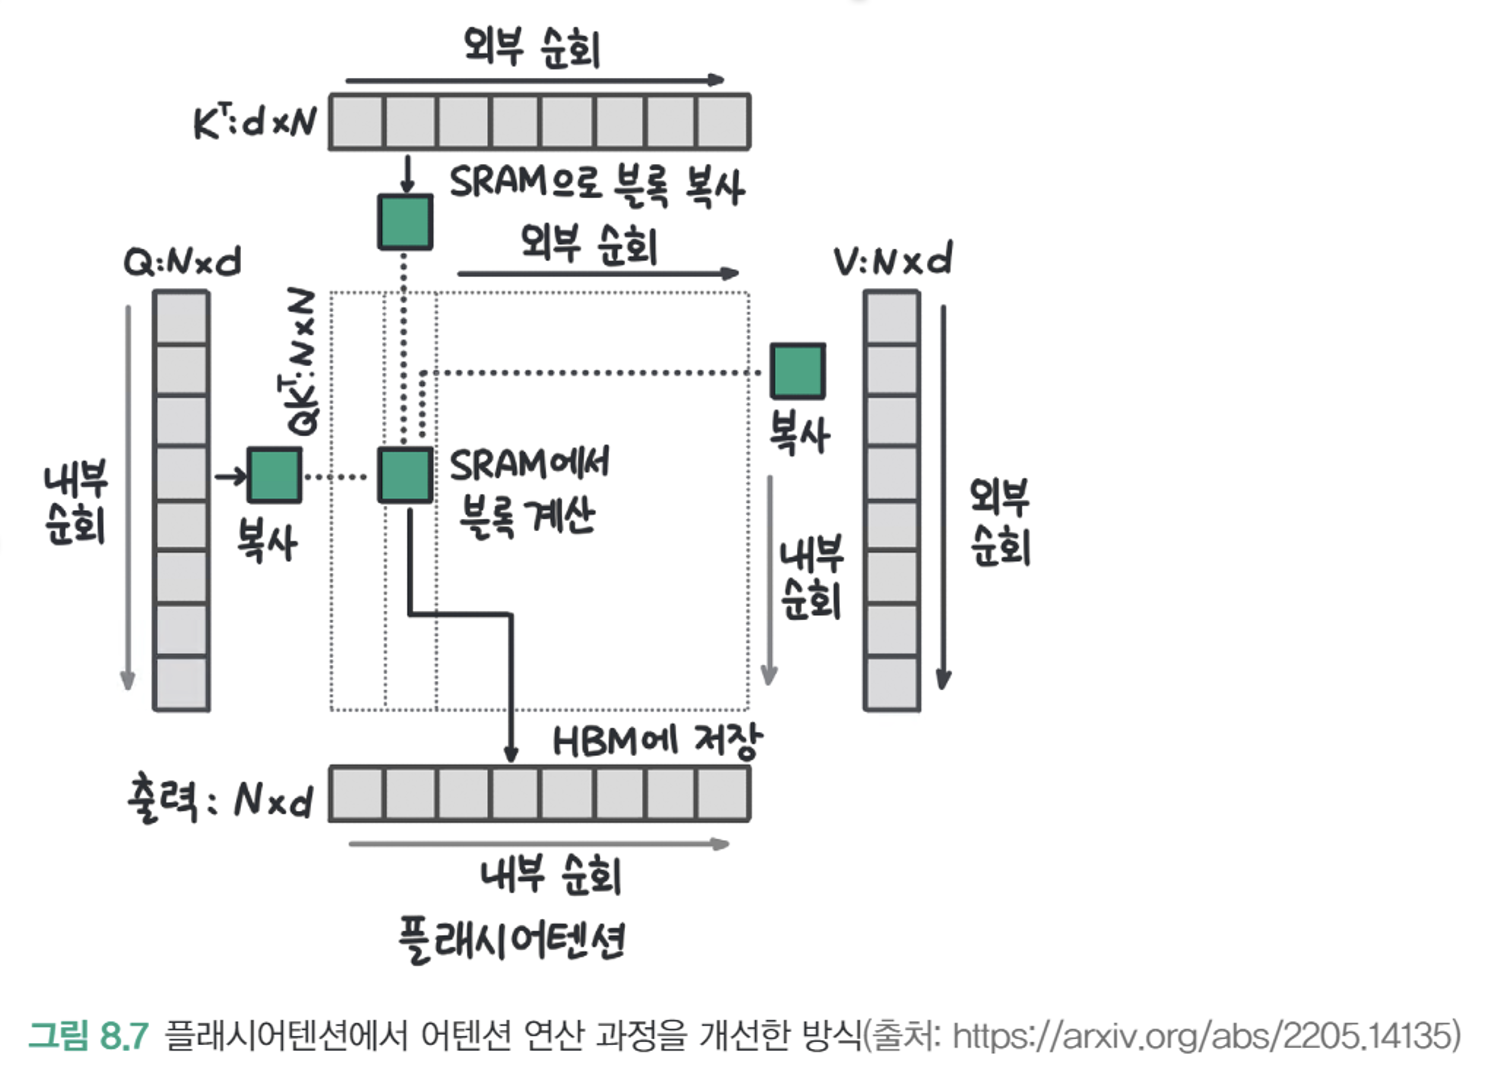 외부 순회
Kᵀ: d×N
SRAM으로 블록 복사
외부 순회
Q: N×d
V: N×d
QKᵀ: N×N
복사
내부
순회
SRAM에서
블록 계산
복사
내부
순회
외부
순회
HBM에 저장
출력: N×d
내부 순회
플래시어텐션
그림 8.7 플래시어텐션에서 어텐션 연산 과정을 개선한 방식(출처: https://arxiv.org/abs/2205.14135)